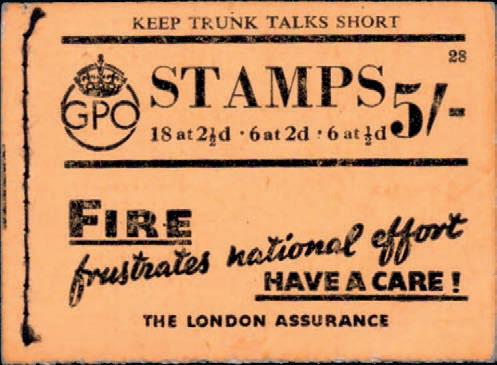 KEEP TRUNK TALKS SHORT
28
GPO
STAMPS 5/-
18 at 2½d · 6 at 2d · 6 at ½d
FIRE
frustrates national effort
HAVE A CARE!
THE LONDON ASSURANCE